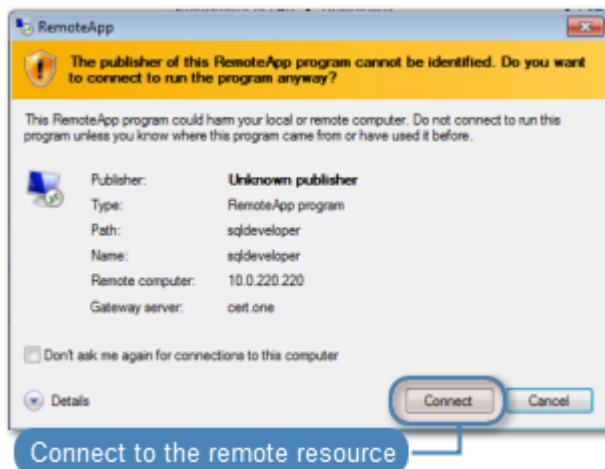 RemoteApp
The publisher of this RemoteApp program cannot be identified. Do you want
to connect to run the program anyway?
This RemoteApp program could harm your local or remote computer. Do not connect to run this
program unless you know where this program came from or have used it before.
Publisher: Unknown publisher
Type: RemoteApp program
Path: sqldeveloper
Name: sqldeveloper
Remote computer: 10.0.220.220
Gateway server: cert.one
Don't ask me again for connections to this computer
Details Connect Cancel
Connect to the remote resource